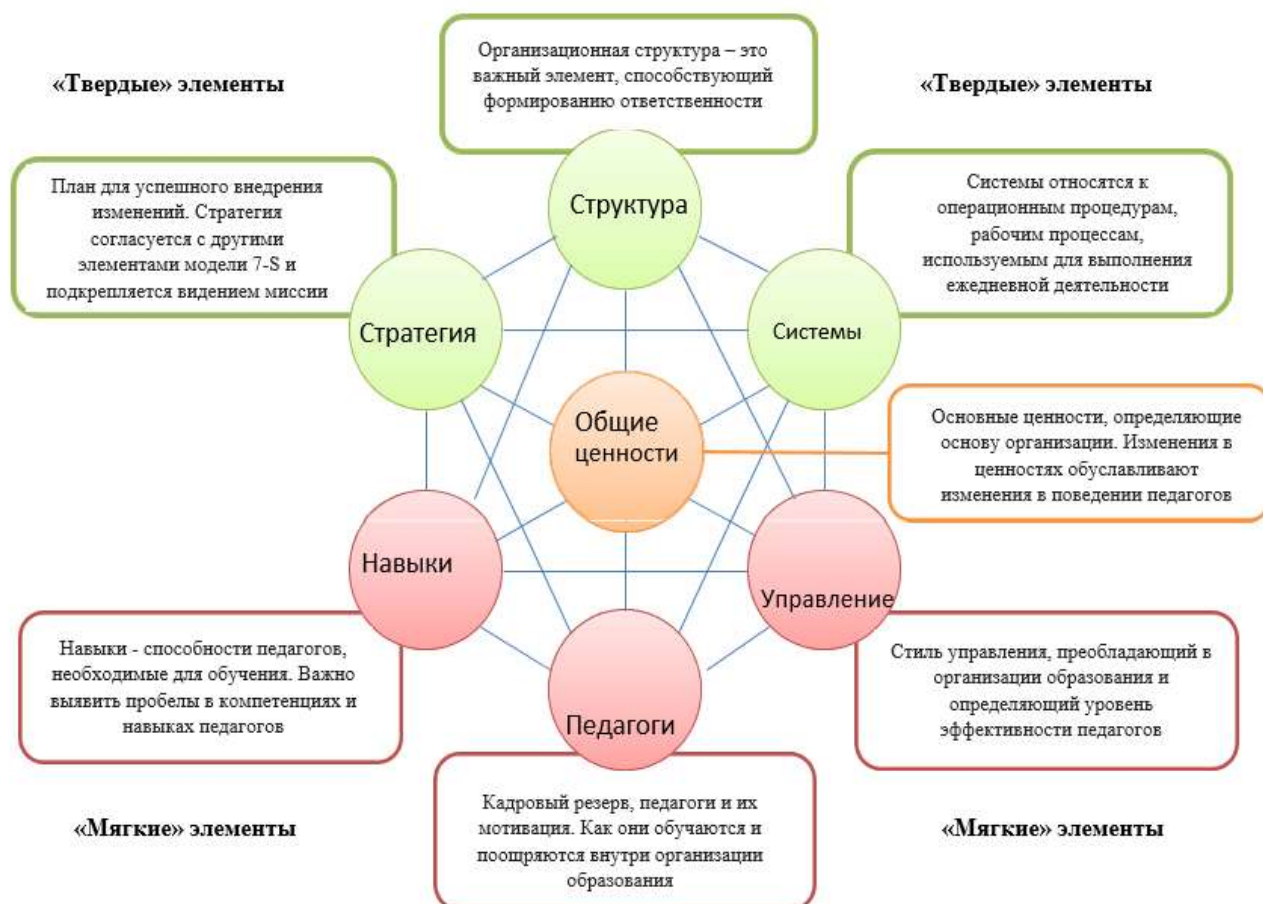 Организационная структура – это
важный элемент, способствующий
формированию ответственности
«Твердые» элементы
«Твердые» элементы
План для успешного внедрения
изменений. Стратегия
согласуется с другими
элементами модели 7-S и
подкрепляется видением миссии
Структура
Системы относятся к
операционным процедурам,
рабочим процессам,
используемым для выполнения
ежедневной деятельности
Стратегия
Системы
Общие
ценности
Основные ценности, определяющие
основу организации. Изменения в
ценностях обуславливают
изменения в поведении педагогов
Навыки
Управление
Навыки - способности педагогов,
необходимые для обучения. Важно
выявить пробелы в компетенциях и
навыках педагогов
Педагоги
Стиль управления, преобладающий в
организации образования и
определяющий уровень
эффективности педагогов
«Мягкие» элементы
Кадровый резерв, педагоги и их
мотивация. Как они обучаются и
поощряются внутри организации
образования
«Мягкие» элементы